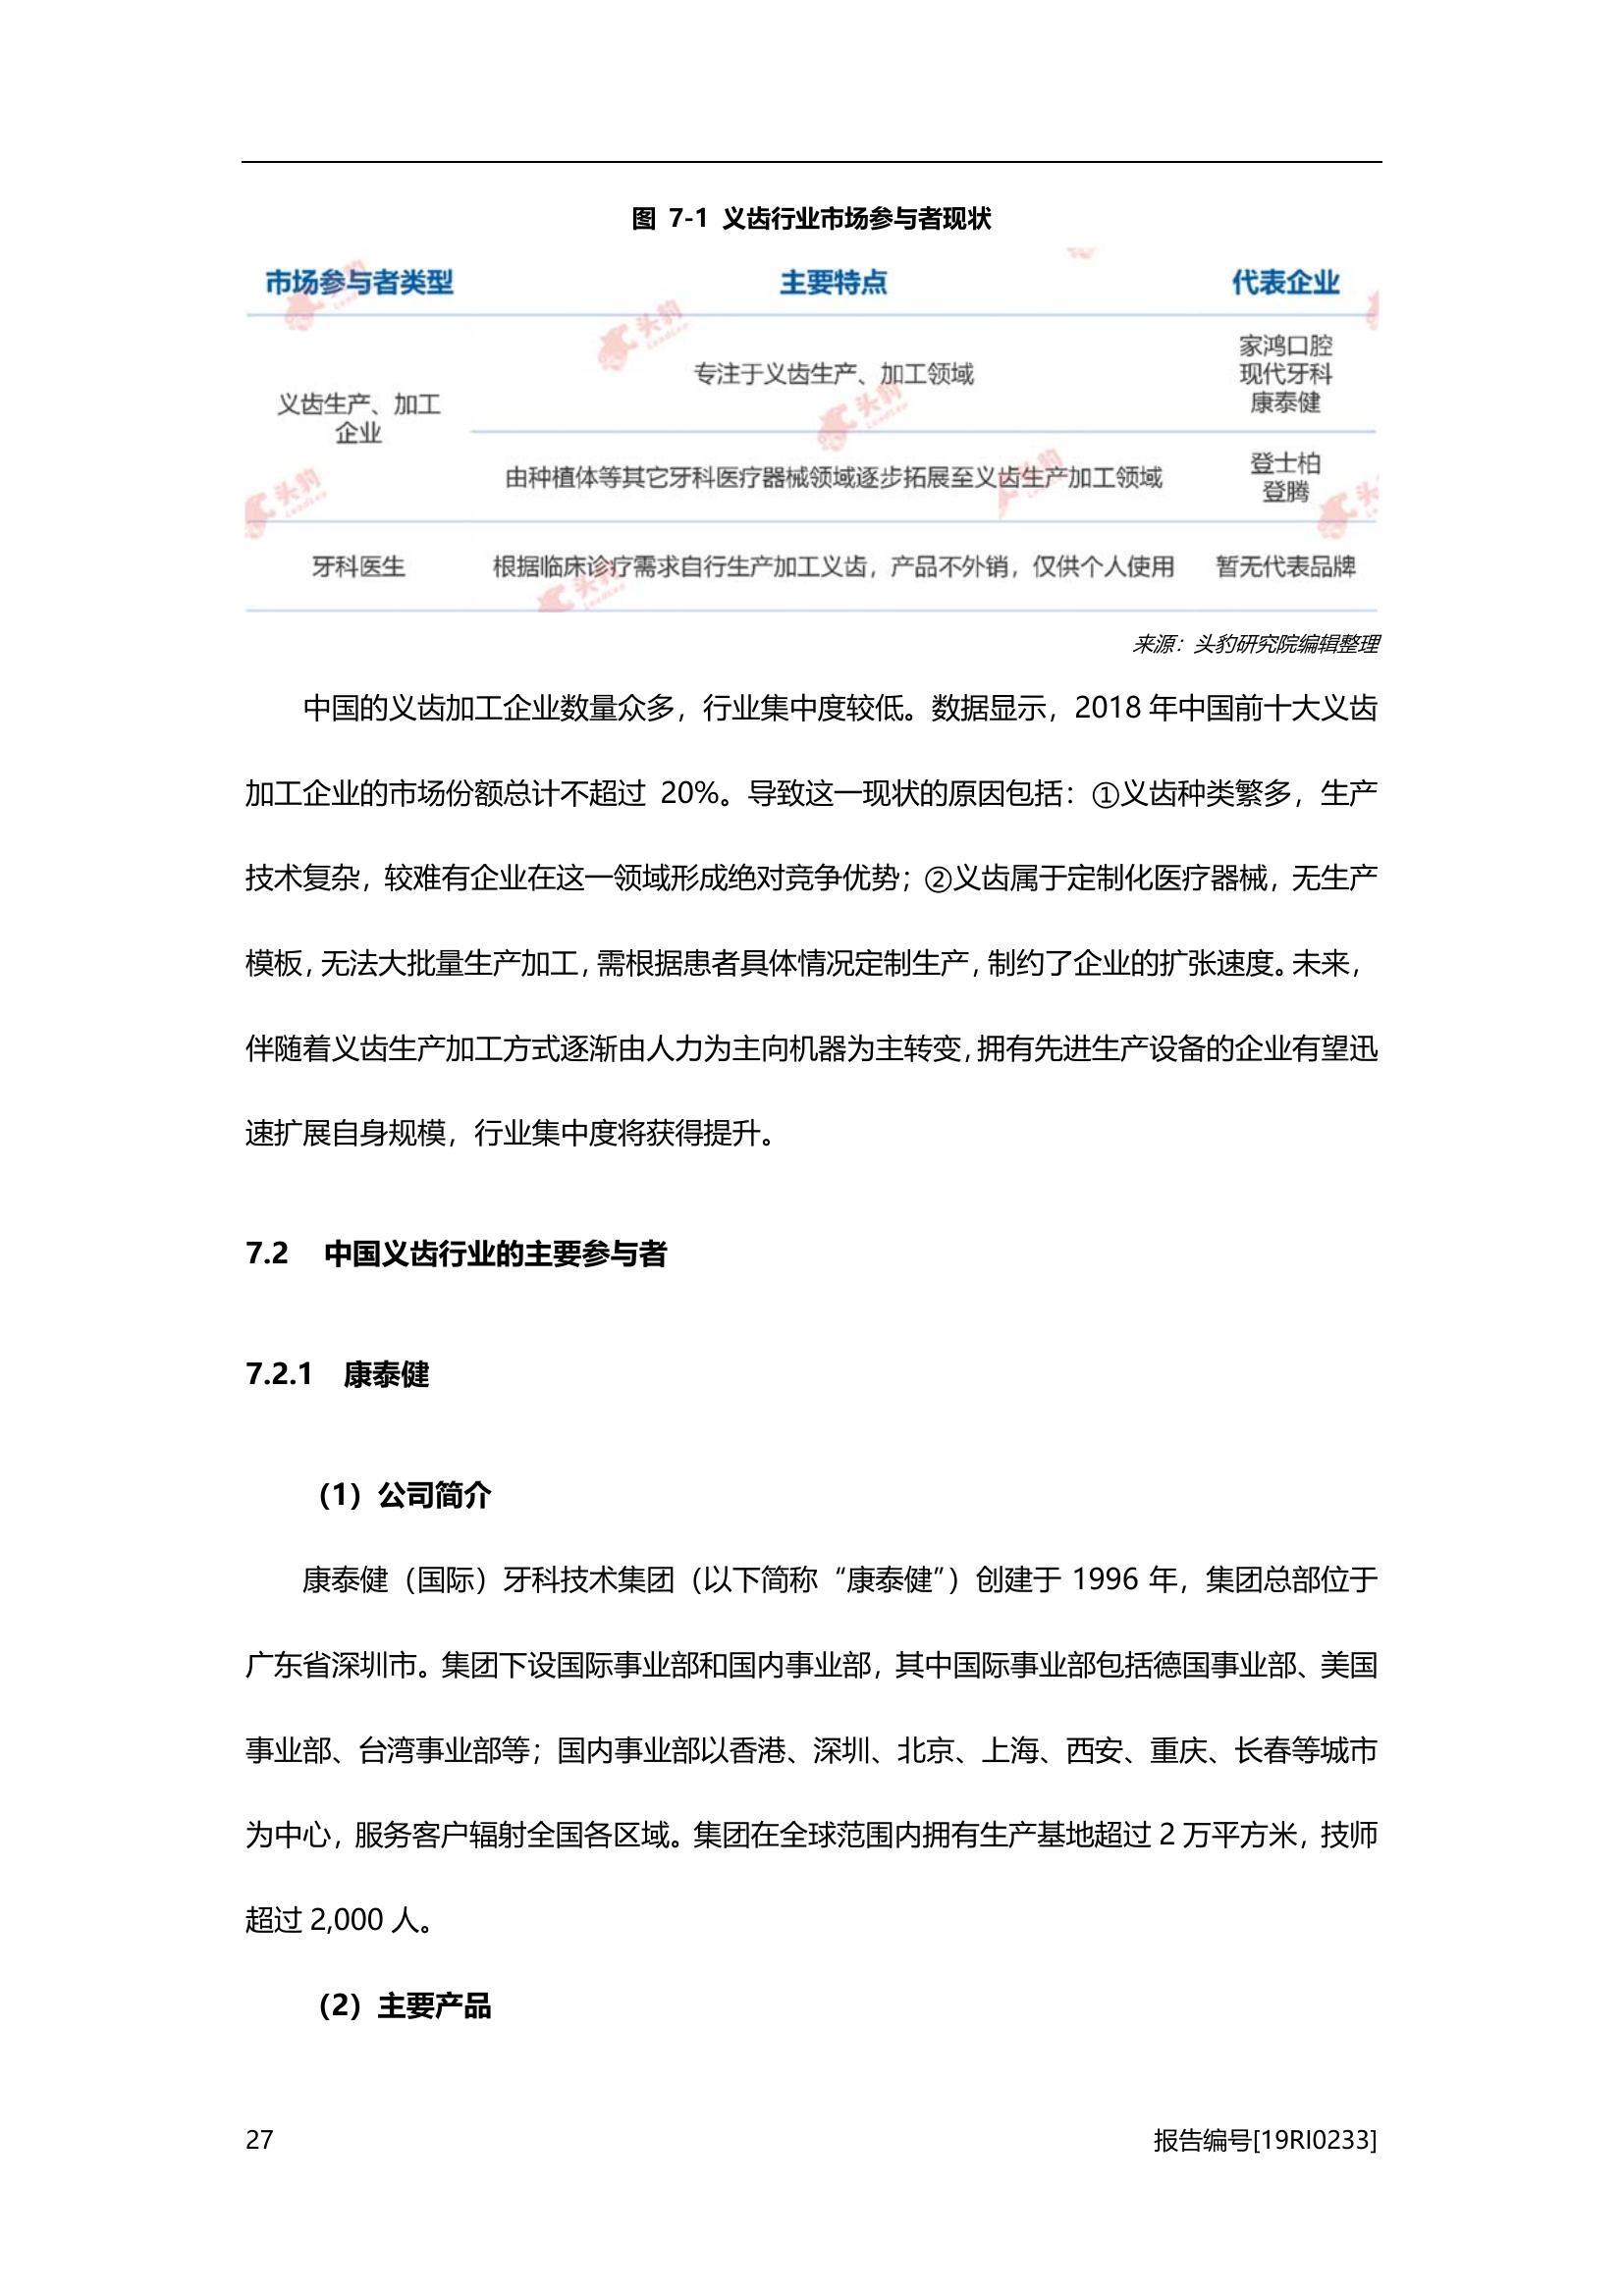 图 7-1 义齿行业市场参与者现状
市场参与者类型 主要特点 代表企业
义齿生产、加工
企业
专注于义齿生产、加工领域
家鸿口腔
现代牙科
康泰健
由种植体等其它牙科医疗器械领域逐步拓展至义齿生产加工领域
登士柏
登腾
牙科医生 根据临床诊疗需求自行生产加工义齿，产品不外销，仅供个人使用 暂无代表品牌
头豹
LeadLeo
头豹
LeadLeo
头豹
LeadLeo
头豹
LeadLeo
来源：头豹研究院编辑整理
中国的义齿加工企业数量众多，行业集中度较低。数据显示，2018 年中国前十大义齿
加工企业的市场份额总计不超过 20%。导致这一现状的原因包括：①义齿种类繁多，生产
技术复杂，较难有企业在这一领域形成绝对竞争优势；②义齿属于定制化医疗器械，无生产
模板，无法大批量生产加工，需根据患者具体情况定制生产，制约了企业的扩张速度。未来，
伴随着义齿生产加工方式逐渐由人力为主向机器为主转变，拥有先进生产设备的企业有望迅
速扩展自身规模，行业集中度将获得提升。
7.2 中国义齿行业的主要参与者
7.2.1 康泰健
（1）公司简介
康泰健（国际）牙科技术集团（以下简称“康泰健”）创建于 1996 年，集团总部位于
广东省深圳市。集团下设国际事业部和国内事业部，其中国际事业部包括德国事业部、美国
事业部、台湾事业部等；国内事业部以香港、深圳、北京、上海、西安、重庆、长春等城市
为中心，服务客户辐射全国各区域。集团在全球范围内拥有生产基地超过 2 万平方米，技师
超过 2,000 人。
（2）主要产品
27 报告编号[19RI0233]